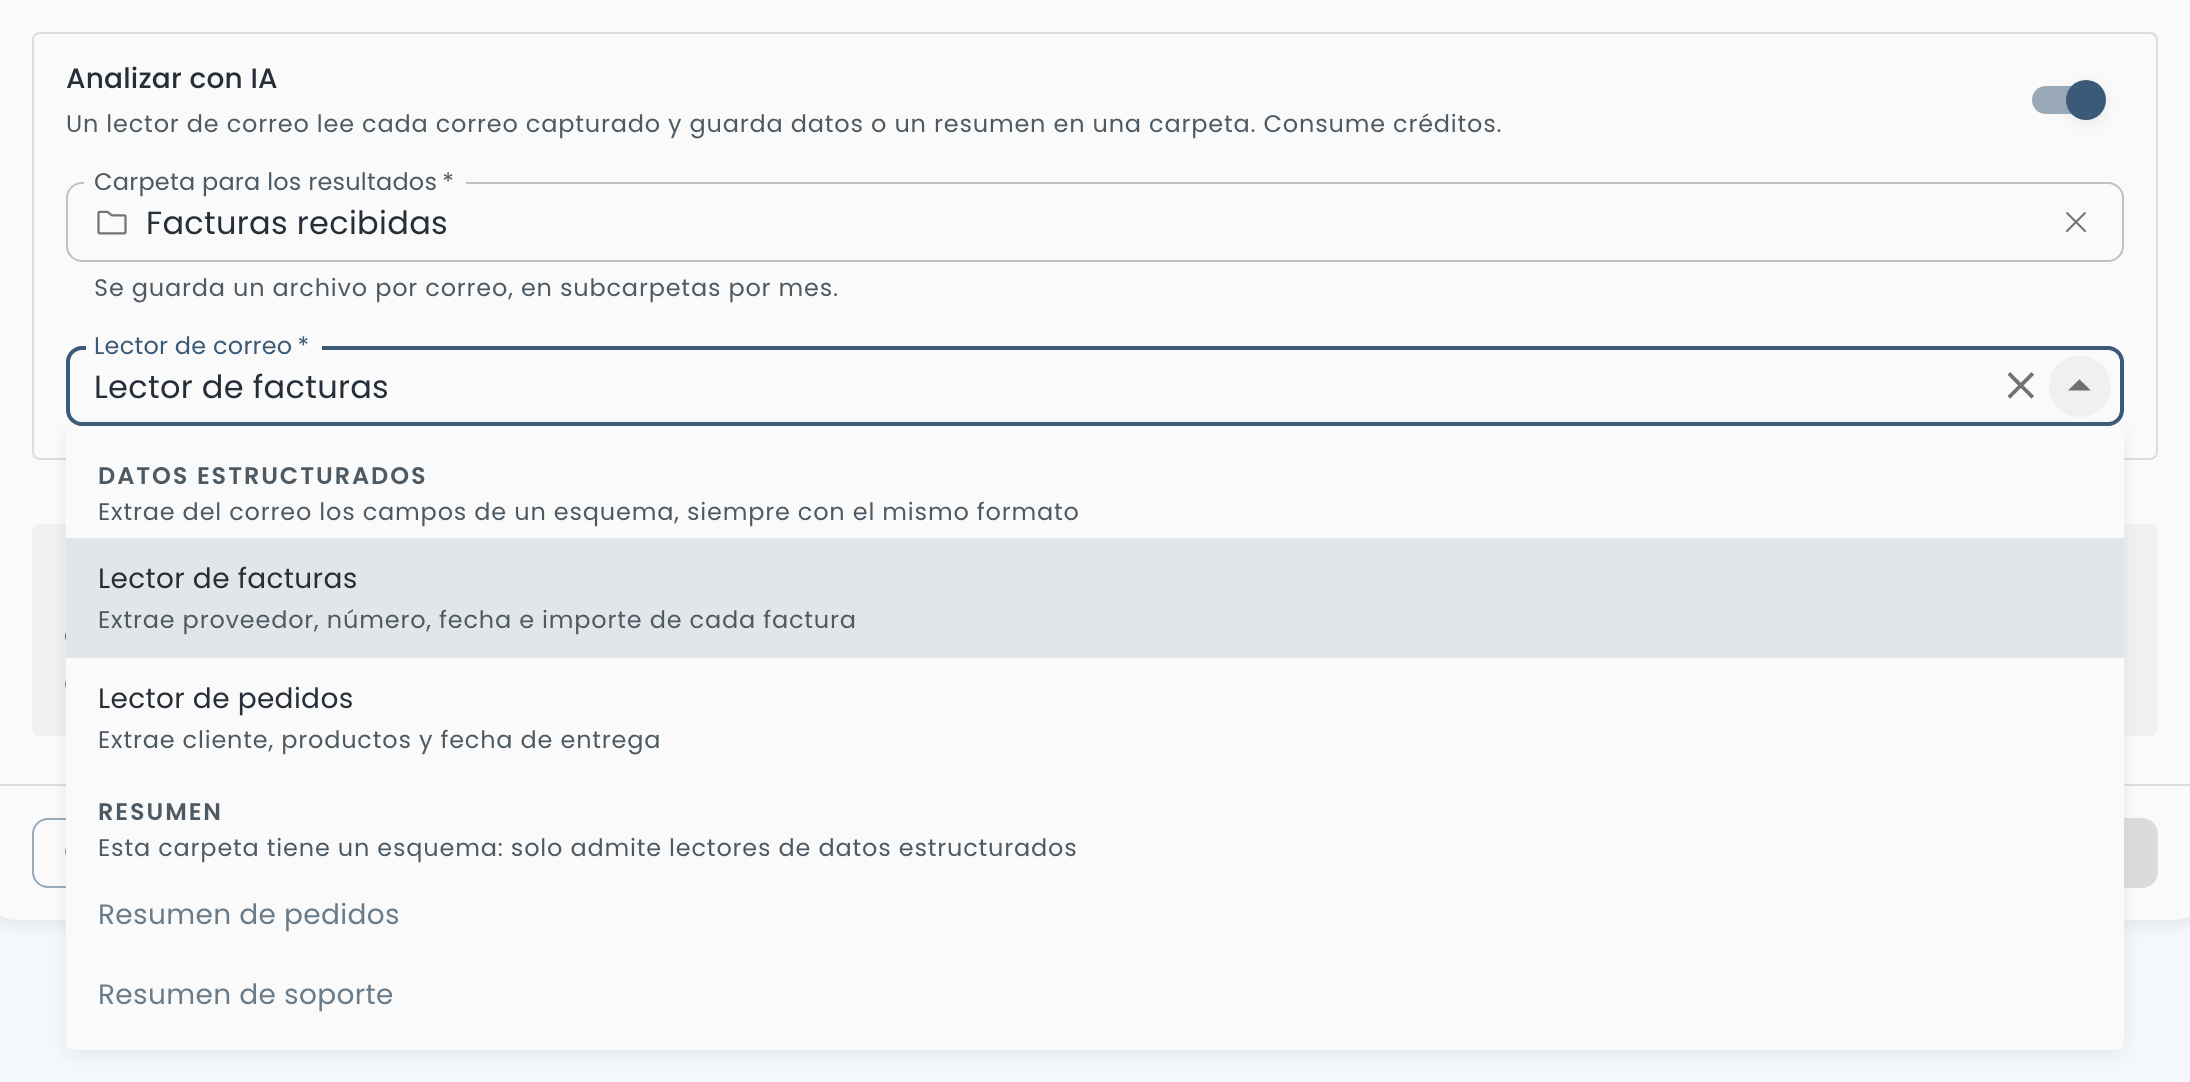 Analizar con IA
Un lector de correo lee cada correo capturado y guarda datos o un resumen en una carpeta. Consume créditos.
Carpeta para los resultados *
Facturas recibidas
Se guarda un archivo por correo, en subcarpetas por mes.
Lector de correo *
Lector de facturas
DATOS ESTRUCTURADOS
Extrae del correo los campos de un esquema, siempre con el mismo formato
Lector de facturas
Extrae proveedor, número, fecha e importe de cada factura
Lector de pedidos
Extrae cliente, productos y fecha de entrega
RESUMEN
Esta carpeta tiene un esquema: solo admite lectores de datos estructurados
Resumen de pedidos
Resumen de soporte